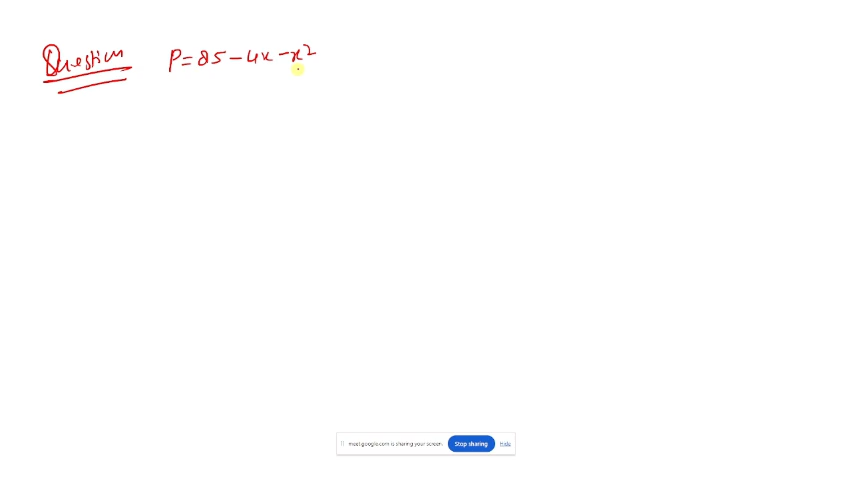 Question P = 85 - 4x - x²
meet.google.com is sharing your screen. Stop sharing Hide